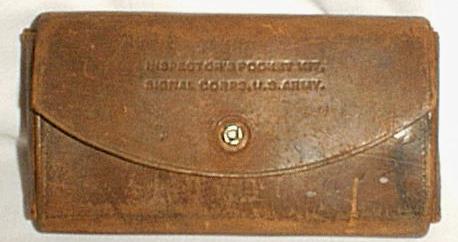 INSPECTOR'S POCKET KIT,
SIGNAL CORPS, U.S. ARMY.